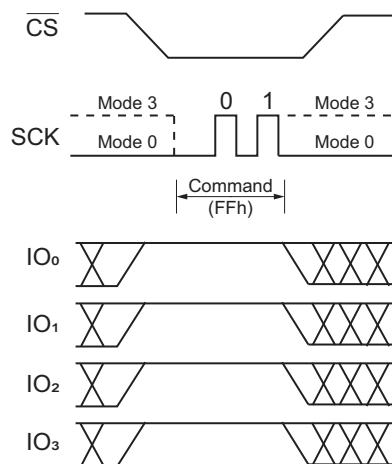 CS
Mode 3 0 1 Mode 3
SCK
Mode 0 Mode 0
Command
(FFh)
IO₀
IO₁
IO₂
IO₃